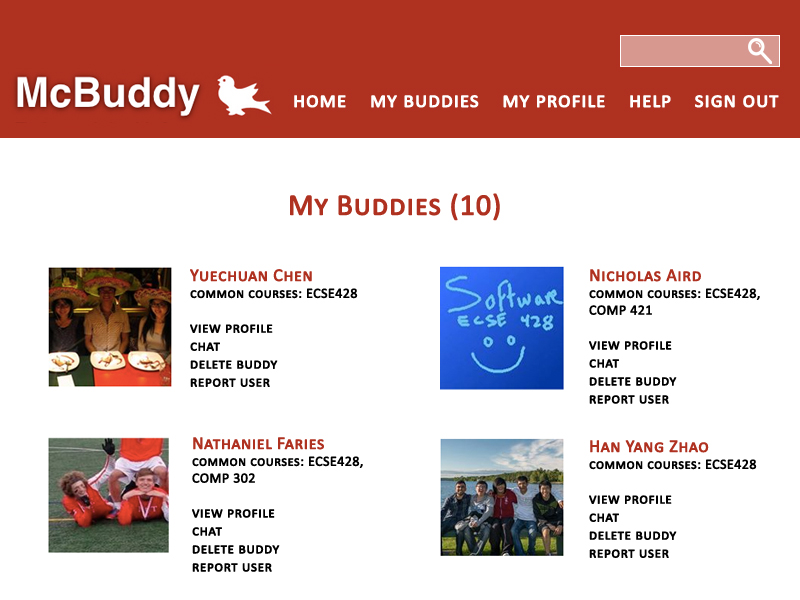 McBuddy
HOME MY BUDDIES MY PROFILE HELP SIGN OUT
My Buddies (10)
Yuechuan Chen
common courses: ECSE428
view profile
chat
delete buddy
report user
Software
ECSE 428
Nicholas Aird
common courses: ECSE428,
COMP 421
view profile
chat
delete buddy
report user
Nathaniel Faries
common courses: ECSE428,
COMP 302
view profile
chat
delete buddy
report user
Han Yang Zhao
common courses: ECSE428
view profile
chat
delete buddy
report user